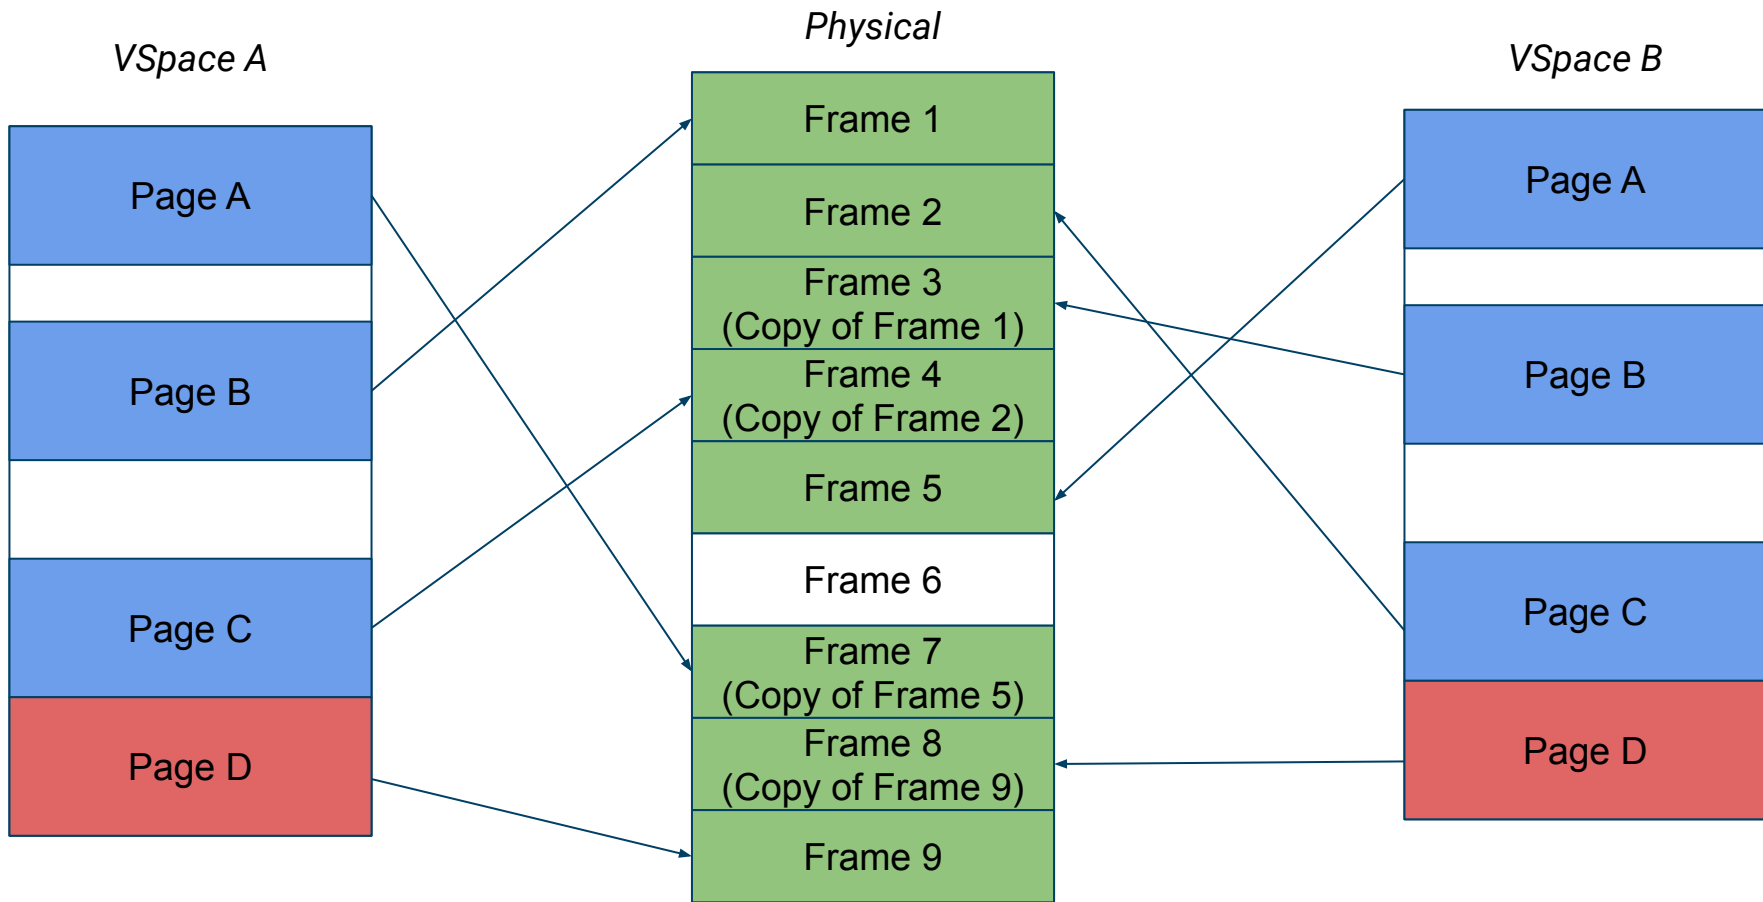 VSpace A
Page A
Page B
Page C
Page D
Physical
Frame 1
Frame 2
Frame 3
(Copy of Frame 1)
Frame 4
(Copy of Frame 2)
Frame 5
Frame 6
Frame 7
(Copy of Frame 5)
Frame 8
(Copy of Frame 9)
Frame 9
VSpace B
Page A
Page B
Page C
Page D